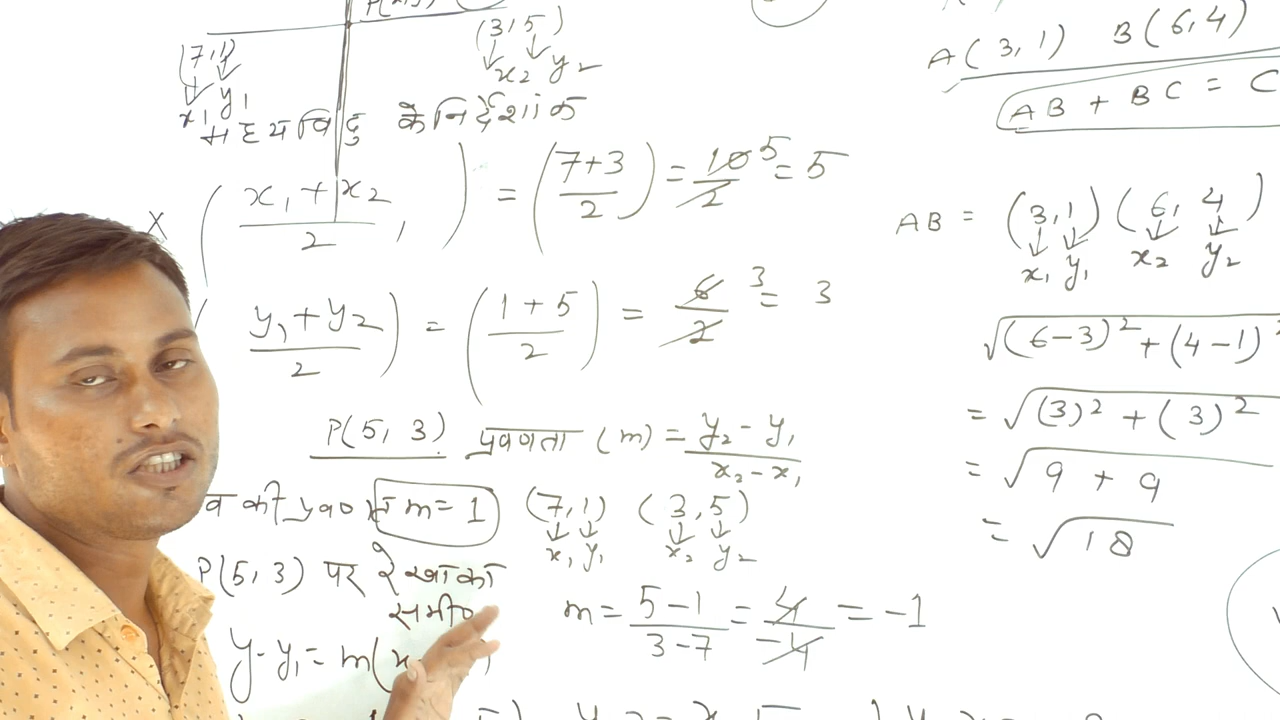 (7,1) (3,5)
x1 y1 x2 y2
मध्यबिंदु के निर्देशांक
X ( x1 + x2 / 2 , ) = ( 7+3 / 2 ) = 10 / 2 5 = 5
( y1 + y2 / 2 ) = ( 1+5 / 2 ) = 6 / 2 3 = 3
P(5, 3) प्रवणता (m) = y2 - y1 / x2 - x1
m = 1 (7,1) (3,5)
x1 y1 x2 y2
P(5, 3) पर रेखा का
m = 5-1 / 3-7 = 4 / -4 = -1
y - y1 = m(x
A(3,1) B(6,4)
AB + BC = C
AB = (3,1) (6,4)
x1 y1 x2 y2
√(6-3)² + (4-1)²
= √(3)² + (3)²
= √9 + 9
= √18